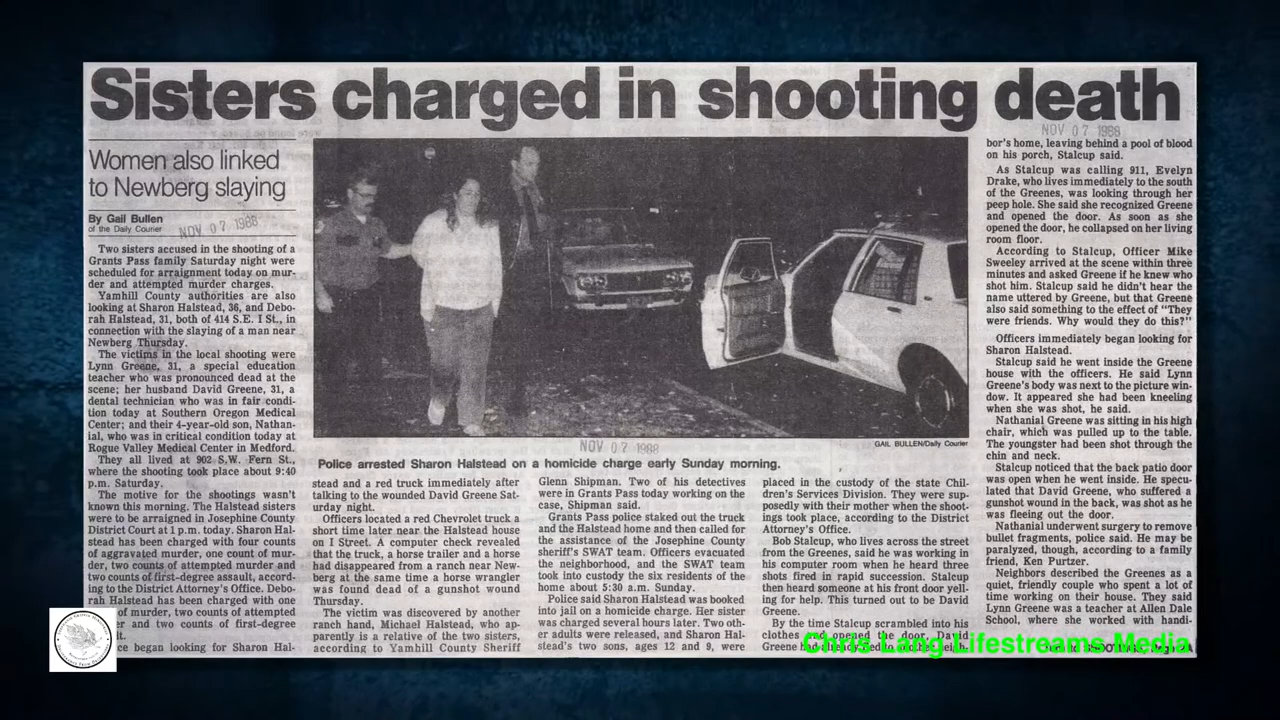 Sisters charged in shooting death
Women also linked
to Newberg slaying
By Gail Bullen
of the Daily Courier
NOV 07 1988
Two sisters accused in the shooting of a
Grants Pass family Saturday night were
scheduled for arraignment today on mur-
der and attempted murder charges.
Yamhill County authorities are also
looking at Sharon Halstead, 36, and Debo-
rah Halstead, 31, both of 414 S.E. I St., in
connection with the slaying of a man near
Newberg Thursday.
The victims in the local shooting were
Lynn Greene, 31, a special education
teacher who was pronounced dead at the
scene; her husband David Greene, 31, a
dental technician who was in fair condi-
tion today at Southern Oregon Medical
Center; and their 4-year-old son, Nathan-
ial, who was in critical condition today at
Rogue Valley Medical Center in Medford.
They all lived at 902 S.W. Fern St.,
where the shooting took place about 9:40
p.m. Saturday.
The motive for the shootings wasn't
known this morning. The Halstead sisters
were to be arraigned in Josephine County
District Court at 1 p.m. today. Sharon Hal-
stead has been charged with four counts
of aggravated murder, one count of mur-
der, two counts of attempted murder and
two counts of first-degree assault, accord-
ing to the District Attorney's Office. Debo-
rah Halstead has been charged with one
of murder, two counts of attempted
er and two counts of first-degree
ce began looking for Sharon Hal-
GAIL BULLEN/Daily Courier
NOV 07 1988
Police arrested Sharon Halstead on a homicide charge early Sunday morning.
stead and a red truck immediately after
talking to the wounded David Greene Sat-
urday night.
Officers located a red Chevrolet truck a
short time later near the Halstead house
on I Street. A computer check revealed
that the truck, a horse trailer and a horse
had disappeared from a ranch near New-
berg at the same time a horse wrangler
was found dead of a gunshot wound
Thursday.
The victim was discovered by another
ranch hand, Michael Halstead, who ap-
parently is a relative of the two sisters,
according to Yamhill County Sheriff
Glenn Shipman. Two of his detectives
were in Grants Pass today working on the
case, Shipman said.
Grants Pass police staked out the truck
and the Halstead home and then called for
the assistance of the Josephine County
sheriff's SWAT team. Officers evacuated
the neighborhood, and the SWAT team
took into custody the six residents of the
home about 5:30 a.m. Sunday.
Police said Sharon Halstead was booked
into jail on a homicide charge. Her sister
was charged several hours later. Two oth-
er adults were released, and Sharon Hal-
stead's two sons, ages 12 and 9, were
placed in the custody of the state Chil-
dren's Services Division. They were sup-
posedly with their mother when the shoot-
ings took place, according to the District
Attorney's Office.
Bob Stalcup, who lives across the street
from the Greenes, said he was working in
his computer room when he heard three
shots fired in rapid succession. Stalcup
then heard someone at his front door yell-
ing for help. This turned out to be David
Greene.
By the time Stalcup scrambled into his
clothes and opened the door, David
Greene had already fled to another neigh-
NOV 07 1988
bor's home, leaving behind a pool of blood
on his porch, Stalcup said.
As Stalcup was calling 911, Evelyn
Drake, who lives immediately to the south
of the Greenes, was looking through her
peep hole. She said she recognized Greene
and opened the door. As soon as she
opened the door, he collapsed on her living
room floor.
According to Stalcup, Officer Mike
Sweeley arrived at the scene within three
minutes and asked Greene if he knew who
shot him. Stalcup said he didn't hear the
name uttered by Greene, but that Greene
also said something to the effect of "They
were friends. Why would they do this?"
Officers immediately began looking for
Sharon Halstead.
Stalcup said he went inside the Greene
house with the officers. He said Lynn
Greene's body was next to the picture win-
dow. It appeared she had been kneeling
when she was shot, he said.
Nathanial Greene was sitting in his high
chair, which was pulled up to the table.
The youngster had been shot through the
chin and neck.
Stalcup noticed that the back patio door
was open when he went inside. He specu-
lated that David Greene, who suffered a
gunshot wound in the back, was shot as he
was fleeing out the door.
Nathanial underwent surgery to remove
bullet fragments, police said. He may be
paralyzed, though, according to a family
friend, Ken Purtzer.
Neighbors described the Greenes as a
quiet, friendly couple who spent a lot of
time working on their house. They said
Lynn Greene was a teacher at Allen Dale
School, where she worked with handi-
Chris Lang Lifestreams Media